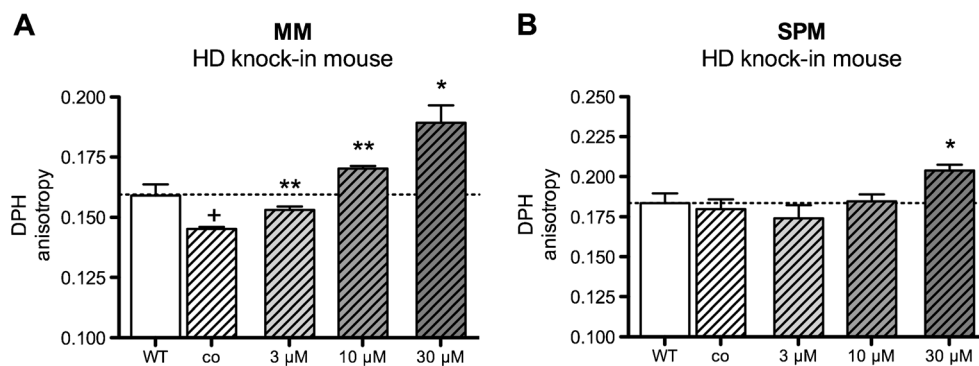 A
MM
HD knock-in mouse
DPH
anisotropy
0.200
0.175
0.150
0.125
0.100
+
**
**
*
WT
co
3 µM
10 µM
30 µM
B
SPM
HD knock-in mouse
DPH
anisotropy
0.250
0.225
0.200
0.175
0.150
0.125
0.100
*
WT
co
3 µM
10 µM
30 µM